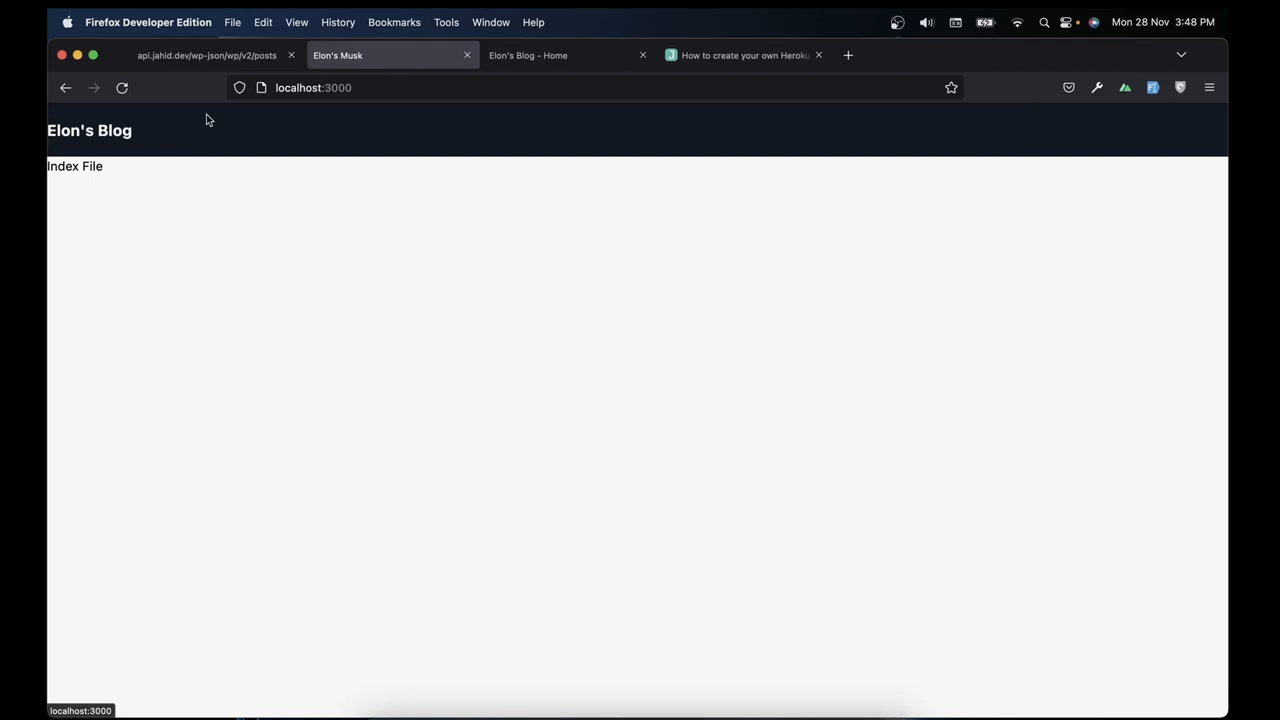 Firefox Developer Edition File Edit View History Bookmarks Tools Window Help Mon 28 Nov 3:48 PM
api.jahid.dev/wp-json/wp/v2/posts Elon's Musk Elon's Blog - Home How to create your own Heroku
localhost:3000
Elon's Blog
Index File
localhost:3000